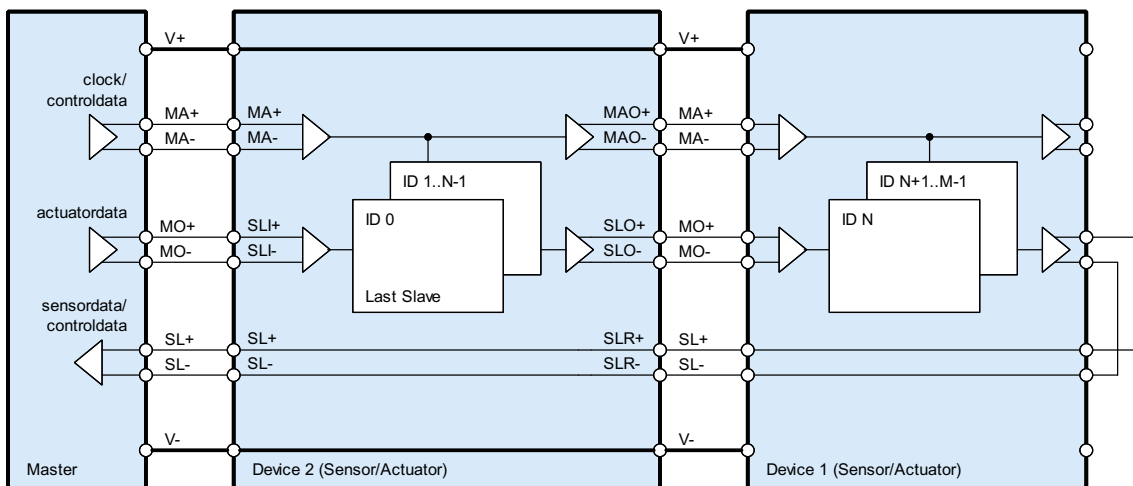 V+ V+
clock/
controldata
MA+ MA+ MAO+ MA+
MA- MA- MAO- MA-
ID 1..N-1 ID N+1..M-1
actuatordata ID 0 ID N
MO+ SLI+ SLO+ MO+
MO- SLI- SLO- MO-
Last Slave
sensordata/
controldata
SL+ SL+ SLR+ SL+
SL- SL- SLR- SL-
V- V-
Master Device 2 (Sensor/Actuator) Device 1 (Sensor/Actuator)